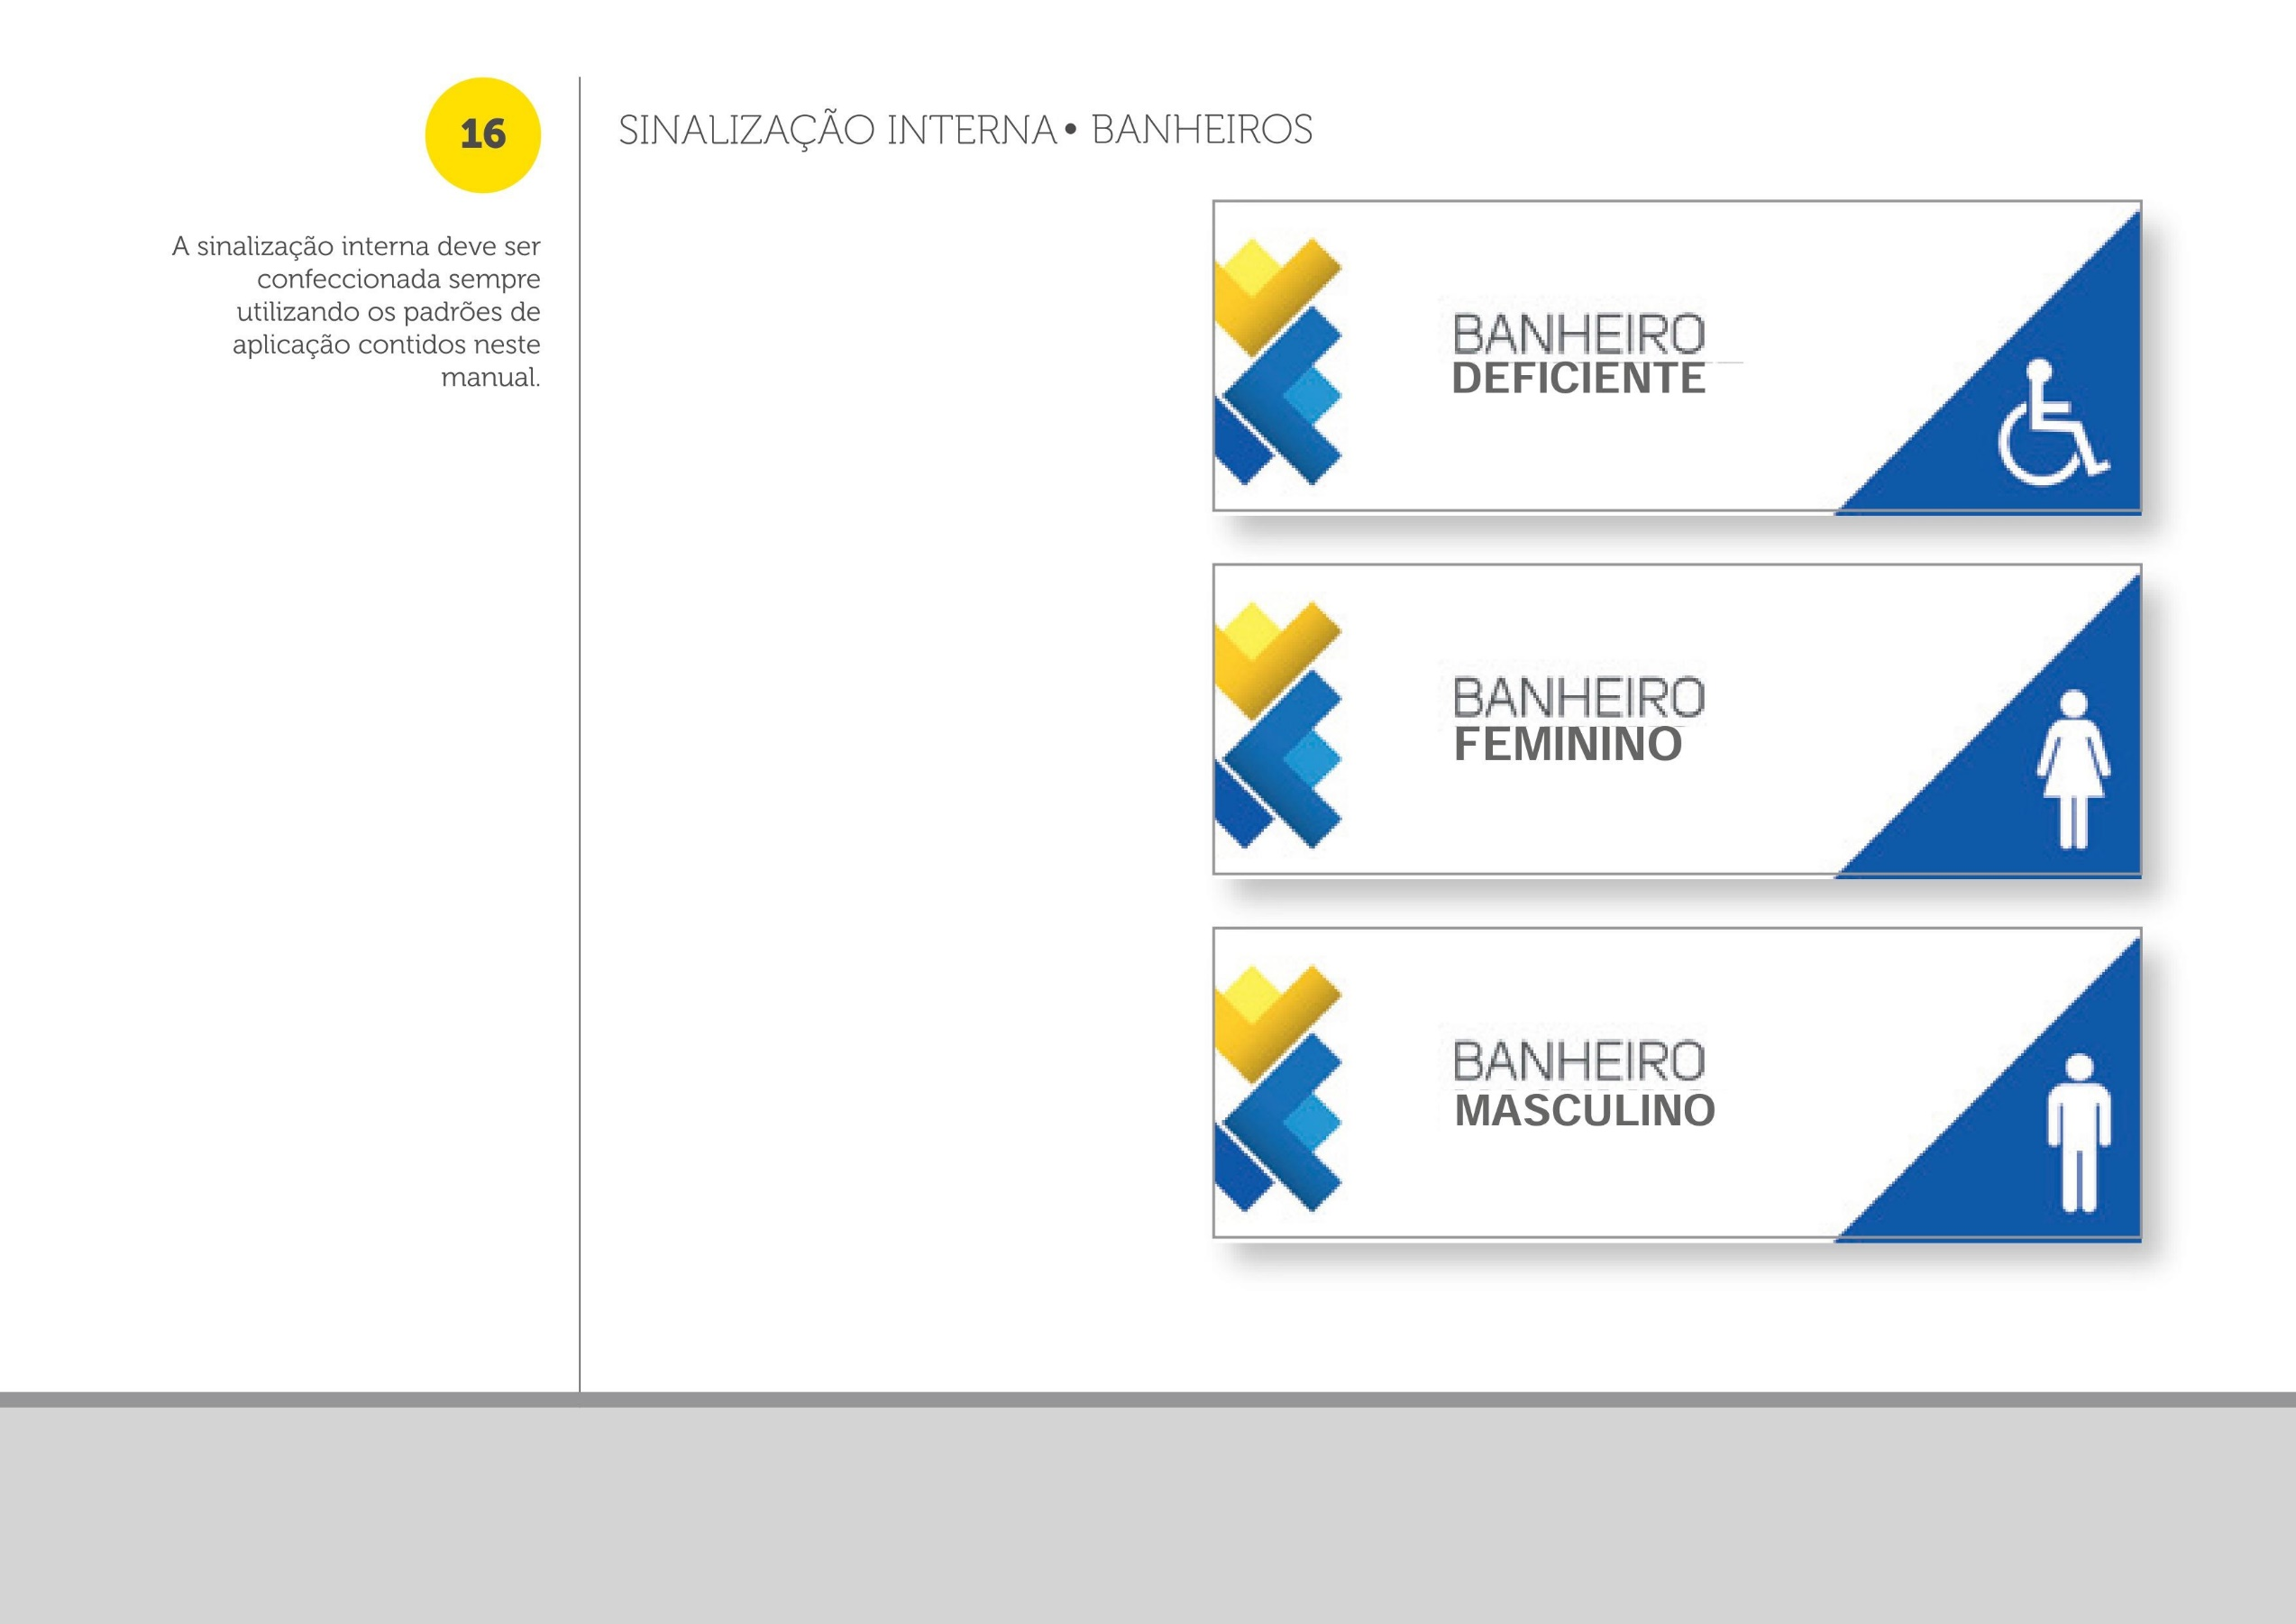 16
SINALIZAÇÃO INTERNA • BANHEIROS
A sinalização interna deve ser
confeccionada sempre
utilizando os padrões de
aplicação contidos neste
manual.
BANHEIRO
DEFICIENTE
BANHEIRO
FEMININO
BANHEIRO
MASCULINO